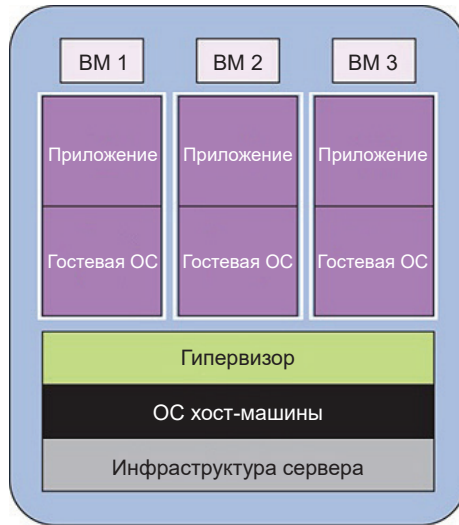 ВМ 1 ВМ 2 ВМ 3
Приложение Приложение Приложение
Гостевая ОС Гостевая ОС Гостевая ОС
Гипервизор
ОС хост-машины
Инфраструктура сервера